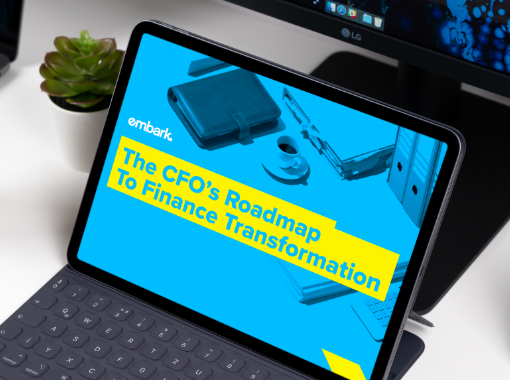 LG
embark.
The CFO's Roadmap
To Finance Transformation
Q W E R T Z U
A S D F G
Y X C